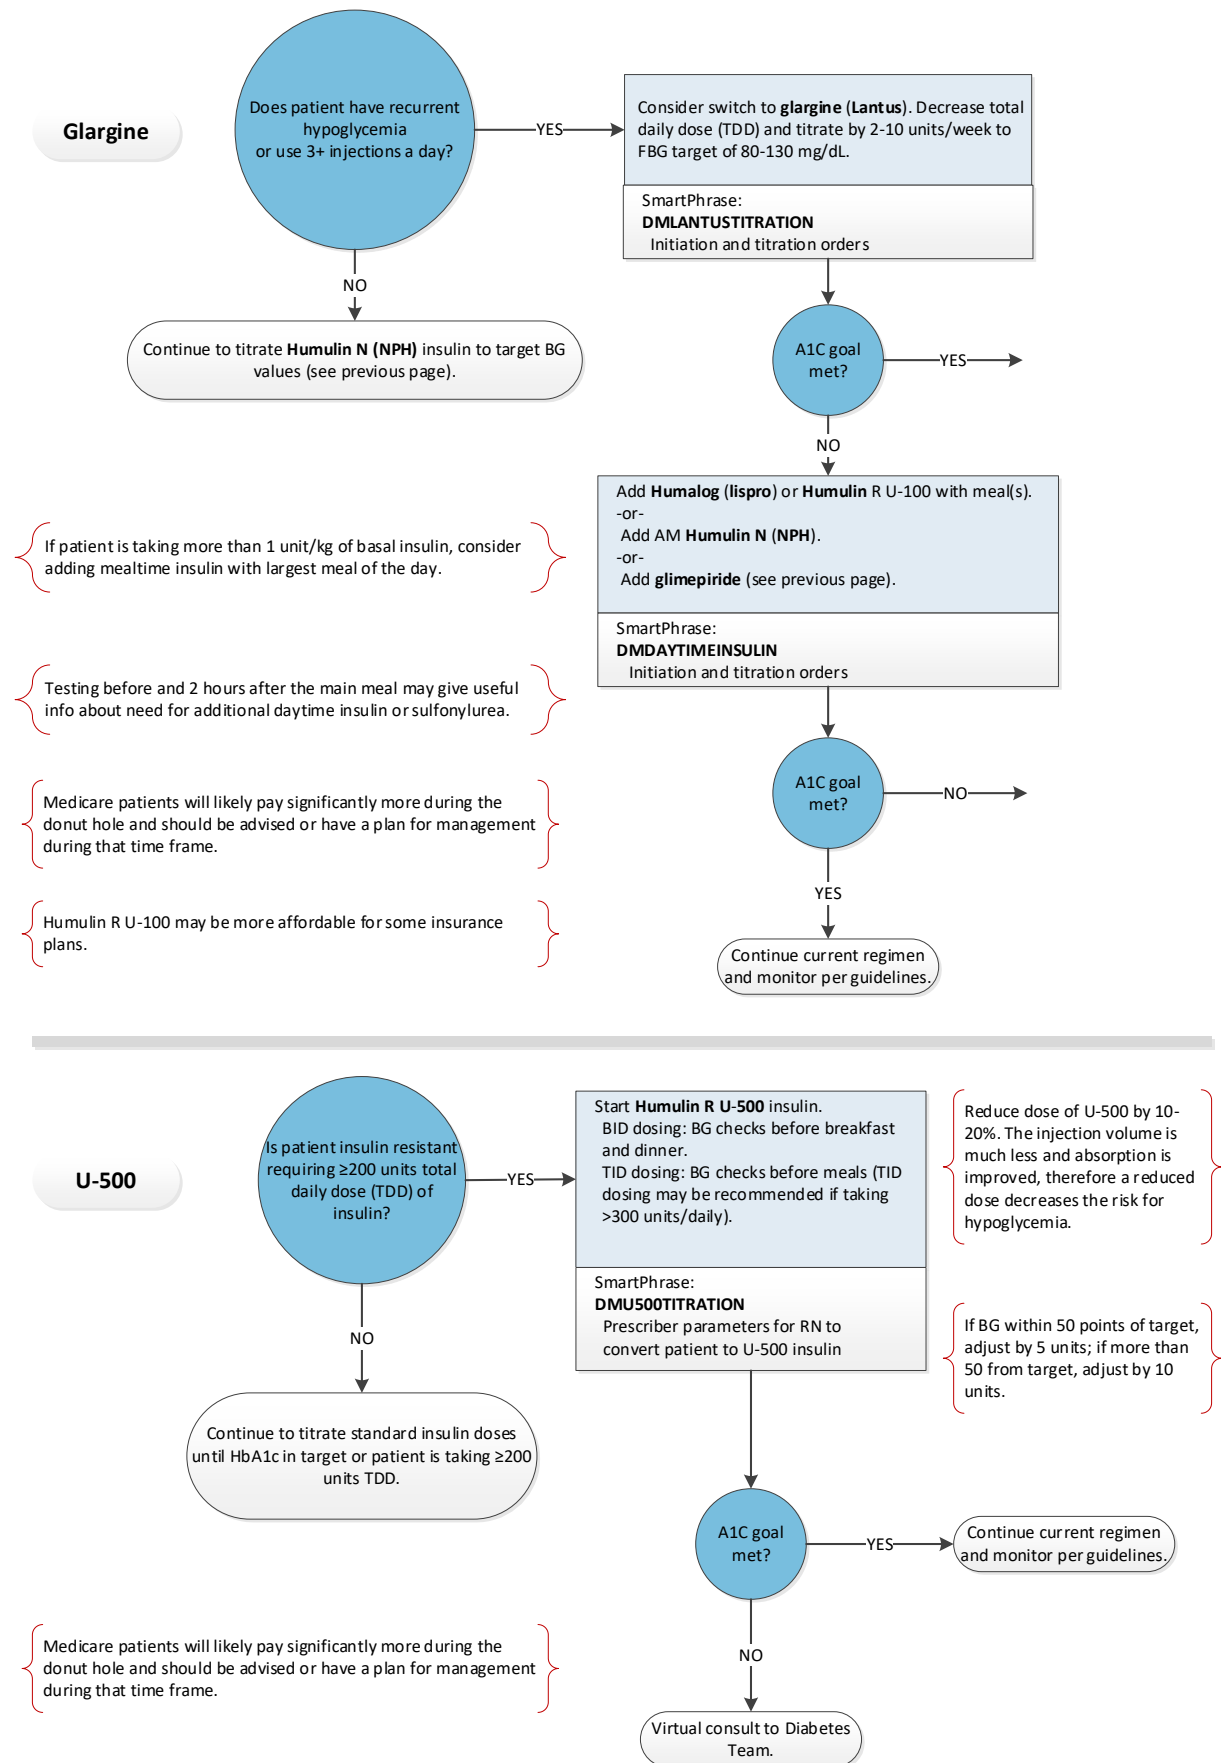 Glargine
Does patient have recurrent
hypoglycemia
or use 3+ injections a day?
YES
Consider switch to glargine (Lantus). Decrease total
daily dose (TDD) and titrate by 2-10 units/week to
FBG target of 80-130 mg/dL.
SmartPhrase:
DMLANTUSTITRATION
Initiation and titration orders
NO
Continue to titrate Humulin N (NPH) insulin to target BG
values (see previous page).
A1C goal
met?
YES
NO
Add Humalog (lispro) or Humulin R U-100 with meal(s).
-or-
Add AM Humulin N (NPH).
-or-
Add glimepiride (see previous page).
SmartPhrase:
DMDAYTIMEINSULIN
Initiation and titration orders
If patient is taking more than 1 unit/kg of basal insulin, consider
adding mealtime insulin with largest meal of the day.
Testing before and 2 hours after the main meal may give useful
info about need for additional daytime insulin or sulfonylurea.
Medicare patients will likely pay significantly more during the
donut hole and should be advised or have a plan for management
during that time frame.
Humulin R U-100 may be more affordable for some insurance
plans.
A1C goal
met?
NO
YES
Continue current regimen
and monitor per guidelines.
U-500
Is patient insulin resistant
requiring ≥200 units total
daily dose (TDD) of
insulin?
YES
Start Humulin R U-500 insulin.
BID dosing: BG checks before breakfast
and dinner.
TID dosing: BG checks before meals (TID
dosing may be recommended if taking
>300 units/daily).
SmartPhrase:
DMU500TITRATION
Prescriber parameters for RN to
convert patient to U-500 insulin
Reduce dose of U-500 by 10-
20%. The injection volume is
much less and absorption is
improved, therefore a reduced
dose decreases the risk for
hypoglycemia.
If BG within 50 points of target,
adjust by 5 units; if more than
50 from target, adjust by 10
units.
NO
Continue to titrate standard insulin doses
until HbA1c in target or patient is taking ≥200
units TDD.
A1C goal
met?
YES
Continue current regimen
and monitor per guidelines.
NO
Virtual consult to Diabetes
Team.
Medicare patients will likely pay significantly more during the
donut hole and should be advised or have a plan for management
during that time frame.